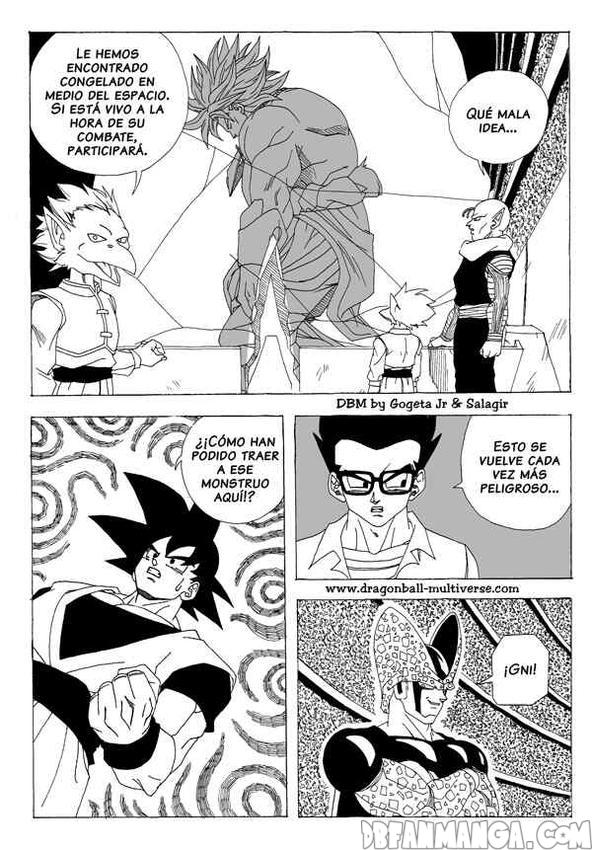 LE HEMOS
ENCONTRADO
CONGELADO EN
MEDIO DEL ESPACIO.
SI ESTÁ VIVO A LA
HORA DE SU
COMBATE,
PARTICIPARÁ.
QUÉ MALA
IDEA...
DBM by Gogeta Jr & Salagir
¿¡CÓMO HAN
PODIDO TRAER
A ESE
MONSTRUO
AQUÍ!?
ESTO SE
VUELVE CADA
VEZ MÁS
PELIGROSO...
www.dragonball-multiverse.com
¡GNI!
DBFANMANGA.COM